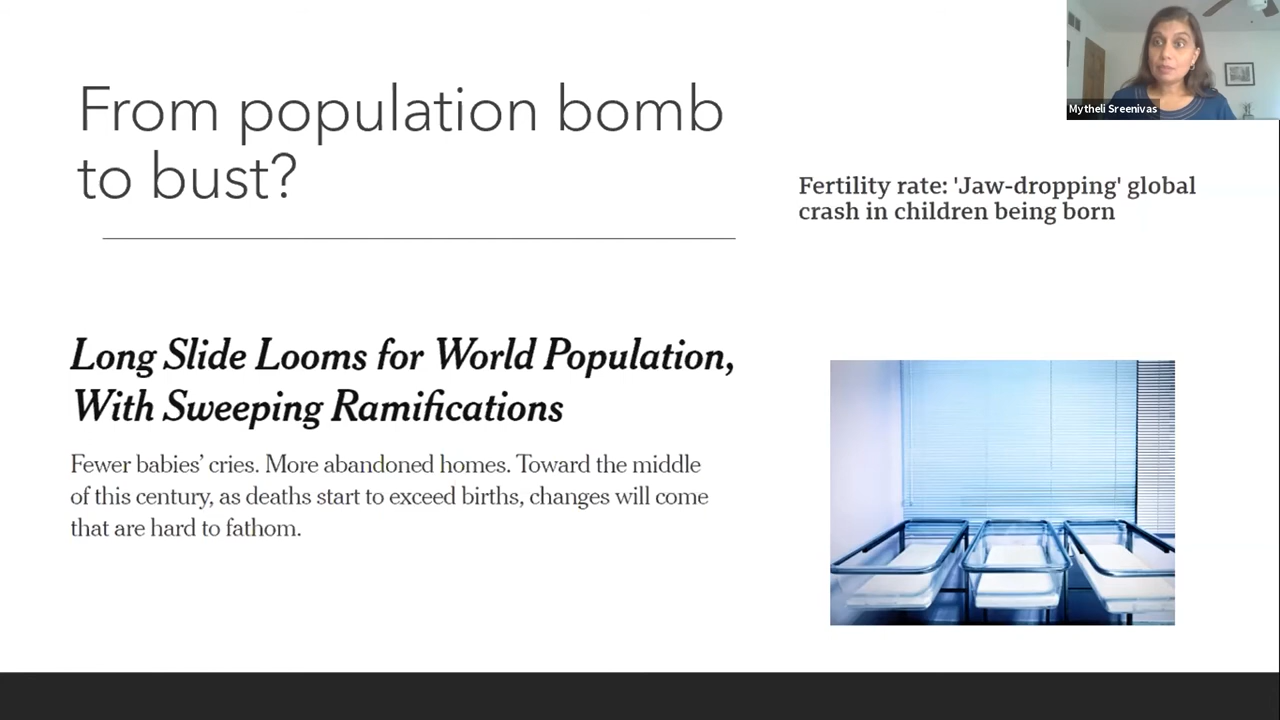 From population bomb
to bust?
Mytheli Sreenivas
Fertility rate: 'Jaw-dropping' global
crash in children being born
Long Slide Looms for World Population,
With Sweeping Ramifications
Fewer babies’ cries. More abandoned homes. Toward the middle
of this century, as deaths start to exceed births, changes will come
that are hard to fathom.